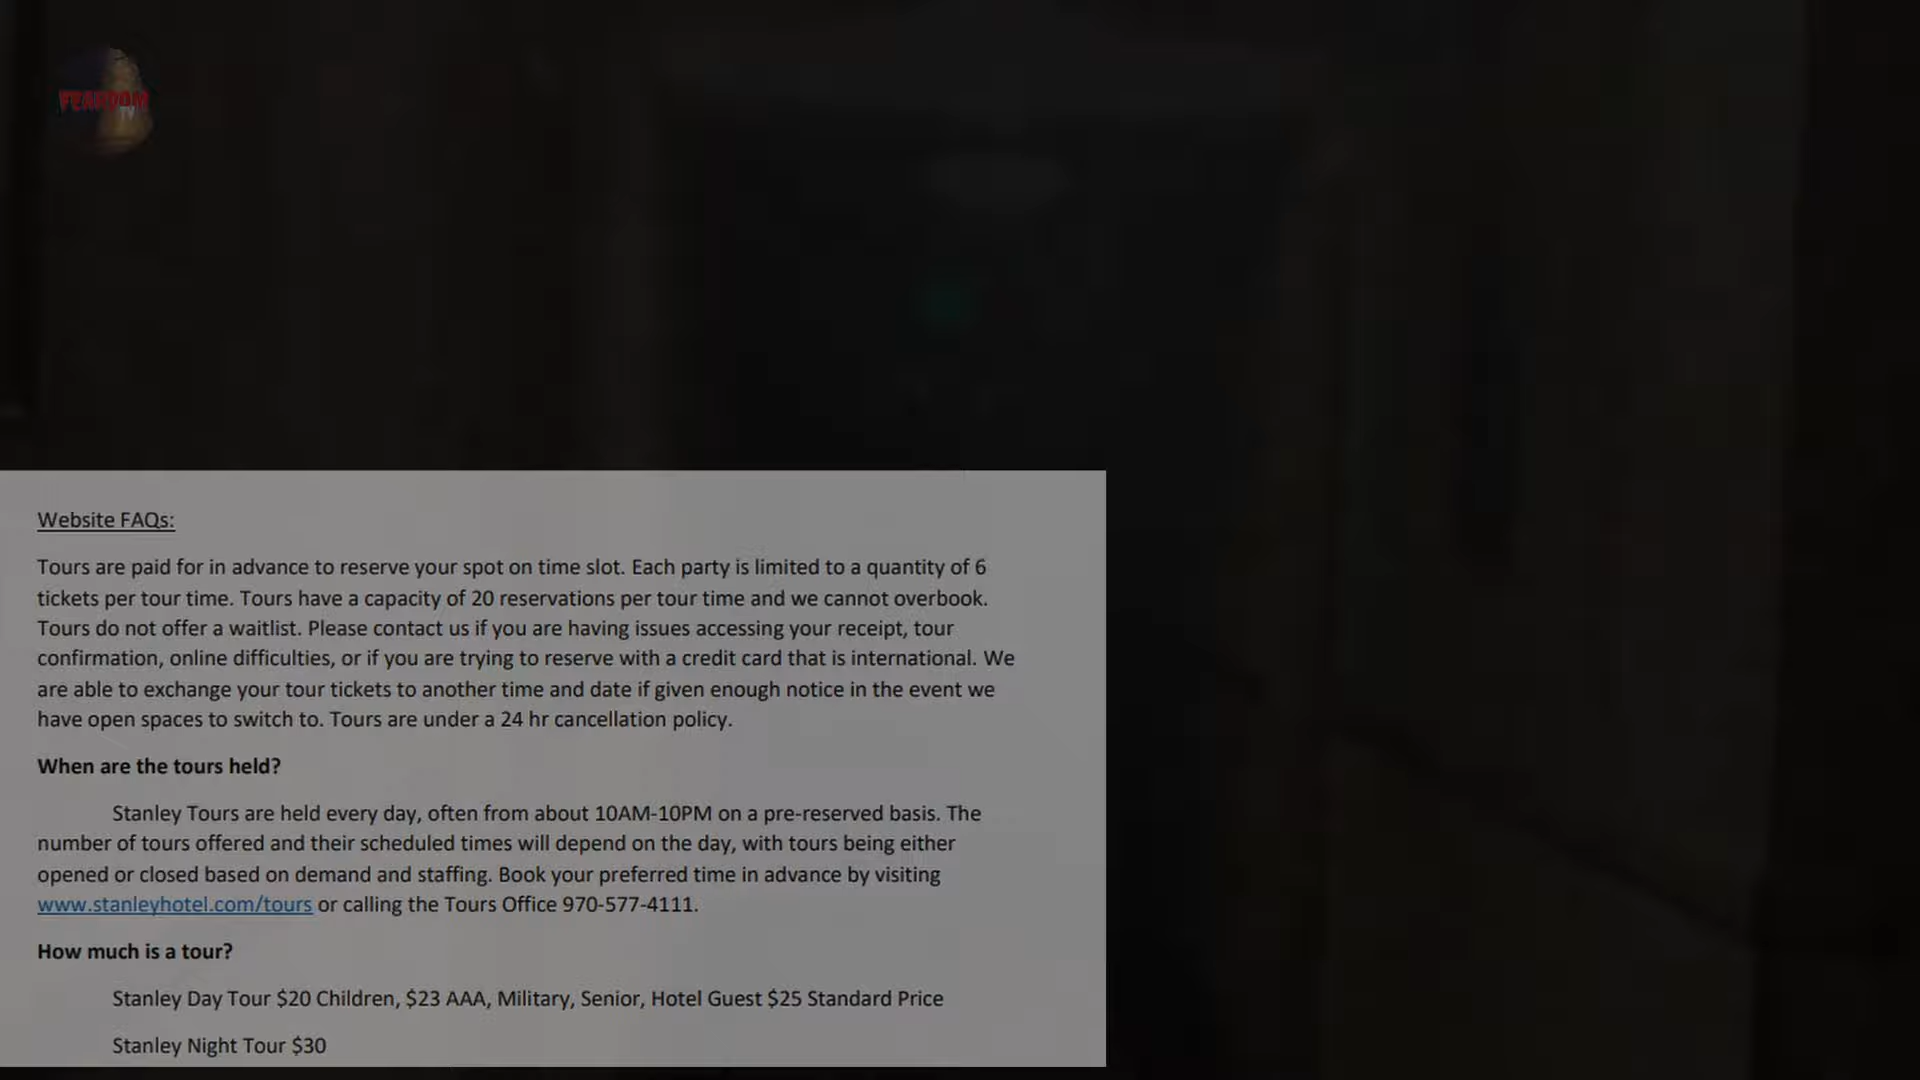 FEARDOM
TV
Website FAQs:
Tours are paid for in advance to reserve your spot on time slot. Each party is limited to a quantity of 6
tickets per tour time. Tours have a capacity of 20 reservations per tour time and we cannot overbook.
Tours do not offer a waitlist. Please contact us if you are having issues accessing your receipt, tour
confirmation, online difficulties, or if you are trying to reserve with a credit card that is international. We
are able to exchange your tour tickets to another time and date if given enough notice in the event we
have open spaces to switch to. Tours are under a 24 hr cancellation policy.
When are the tours held?
Stanley Tours are held every day, often from about 10AM-10PM on a pre-reserved basis. The
number of tours offered and their scheduled times will depend on the day, with tours being either
opened or closed based on demand and staffing. Book your preferred time in advance by visiting
www.stanleyhotel.com/tours or calling the Tours Office 970-577-4111.
How much is a tour?
Stanley Day Tour $20 Children, $23 AAA, Military, Senior, Hotel Guest $25 Standard Price
Stanley Night Tour $30